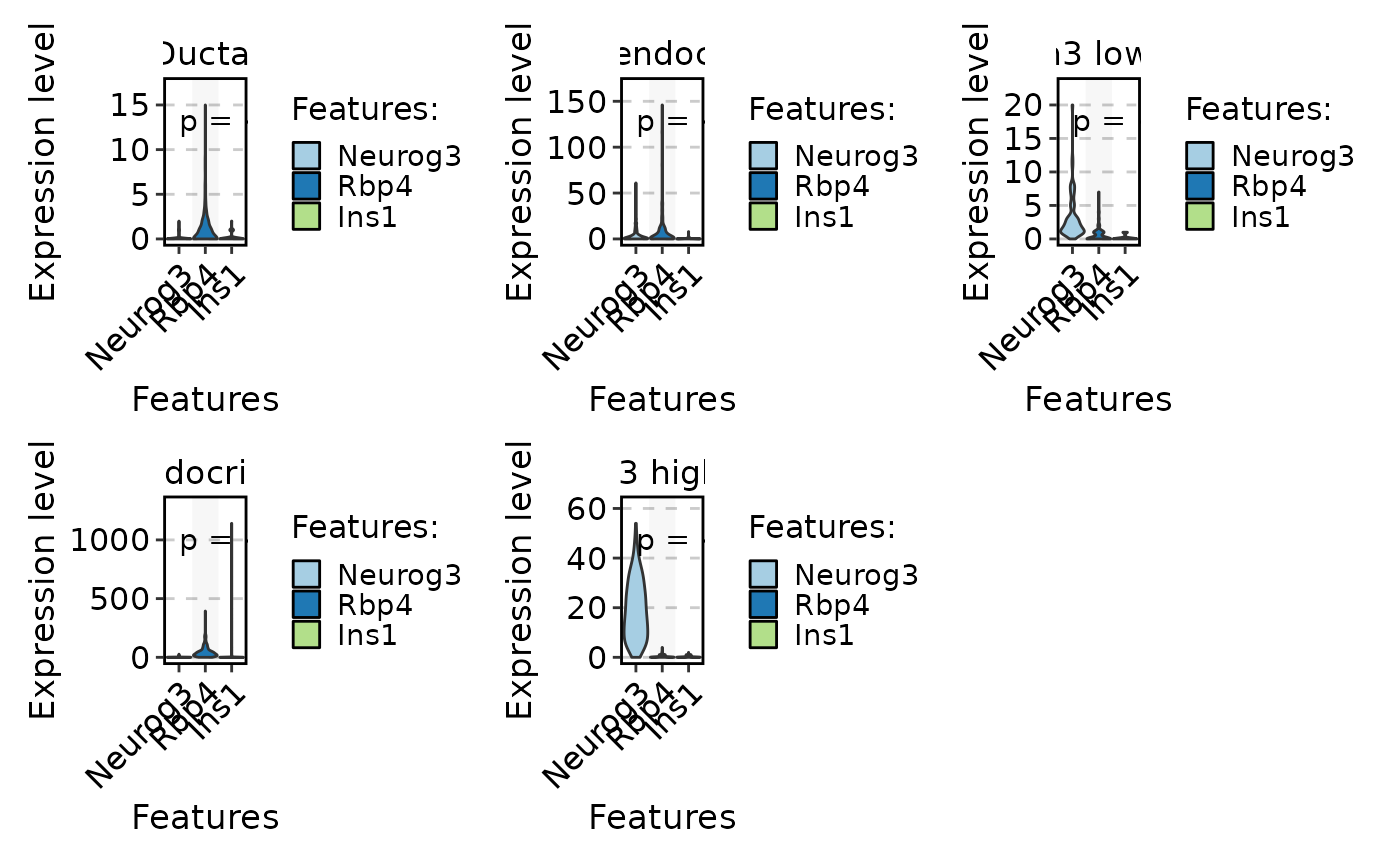 Ducta
Expression level
15
10
5
0
p =
Neurog3
Rbp4
Ins1
Features
Features:
Neurog3
Rbp4
Ins1
endoc
Expression level
150
100
50
0
p =
Neurog3
Rbp4
Ins1
Features
Features:
Neurog3
Rbp4
Ins1
3 low
Expression level
20
15
10
5
0
p =
Neurog3
Rbp4
Ins1
Features
Features:
Neurog3
Rbp4
Ins1
docri
Expression level
1000
500
0
p =
Neurog3
Rbp4
Ins1
Features
Features:
Neurog3
Rbp4
Ins1
3 high
Expression level
60
40
20
0
p =
Neurog3
Rbp4
Ins1
Features
Features:
Neurog3
Rbp4
Ins1